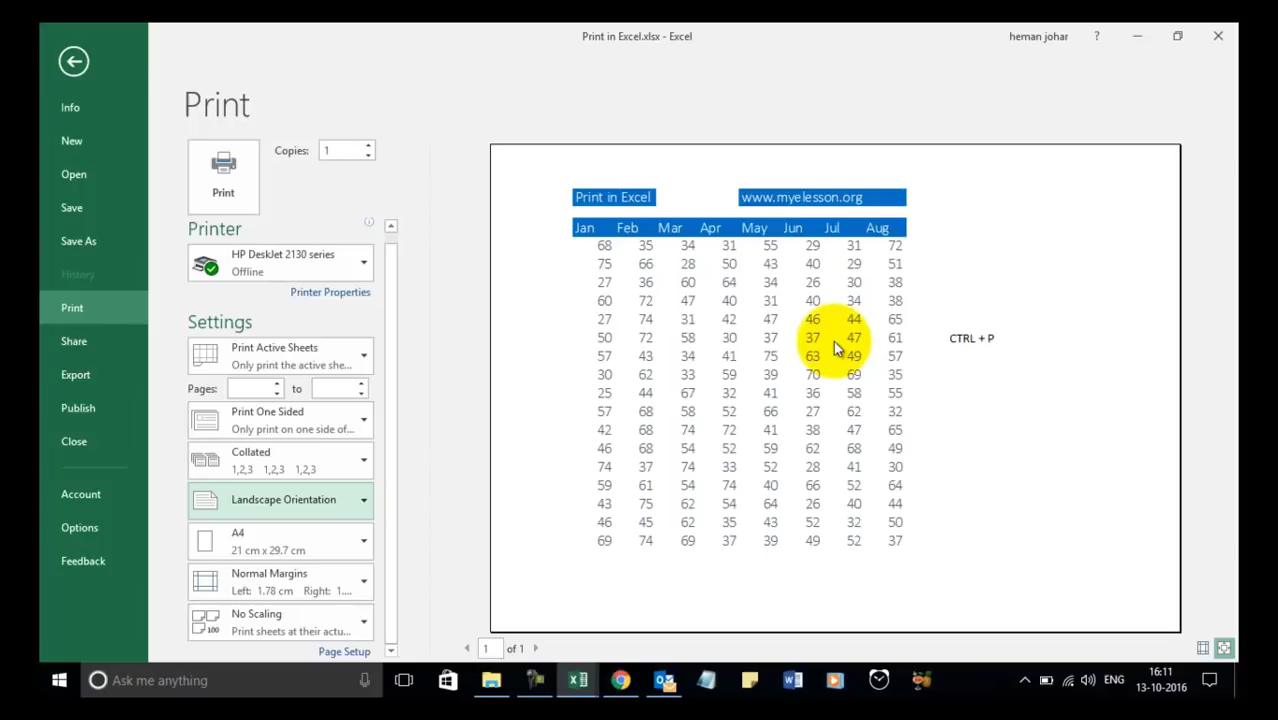 Print in Excel.xlsx - Excel
heman johar
?
Info
New
Open
Save
Save As
History
Print
Share
Export
Publish
Close
Account
Options
Feedback
Print
Print
Copies: 1
Printer
HP DeskJet 2130 series
Offline
Printer Properties
Settings
Print Active Sheets
Only print the active she...
Pages: to
Print One Sided
Only print on one side of...
Collated
1,2,3 1,2,3 1,2,3
Landscape Orientation
A4
21 cm x 29.7 cm
Normal Margins
Left: 1.78 cm Right: 1....
No Scaling
100
Print sheets at their actu...
Page Setup
Print in Excel www.myelesson.org
Jan Feb Mar Apr May Jun Jul Aug
68 35 34 31 55 29 31 72
75 66 28 50 43 40 29 51
27 36 60 64 34 26 30 38
60 72 47 40 31 40 34 38
27 74 31 42 47 46 44 65
50 72 58 30 37 37 47 61
57 43 34 41 75 63 49 57
30 62 33 59 39 70 69 35
25 44 67 32 41 36 58 55
57 68 58 52 66 27 62 32
42 68 74 72 41 38 47 65
46 68 54 52 59 62 68 49
74 37 74 33 52 28 41 30
59 61 54 74 40 66 52 64
43 75 62 54 64 26 40 44
46 45 62 35 43 52 32 50
69 74 69 37 39 49 52 37
CTRL + P
1 of 1
Ask me anything
ENG
16:11
13-10-2016